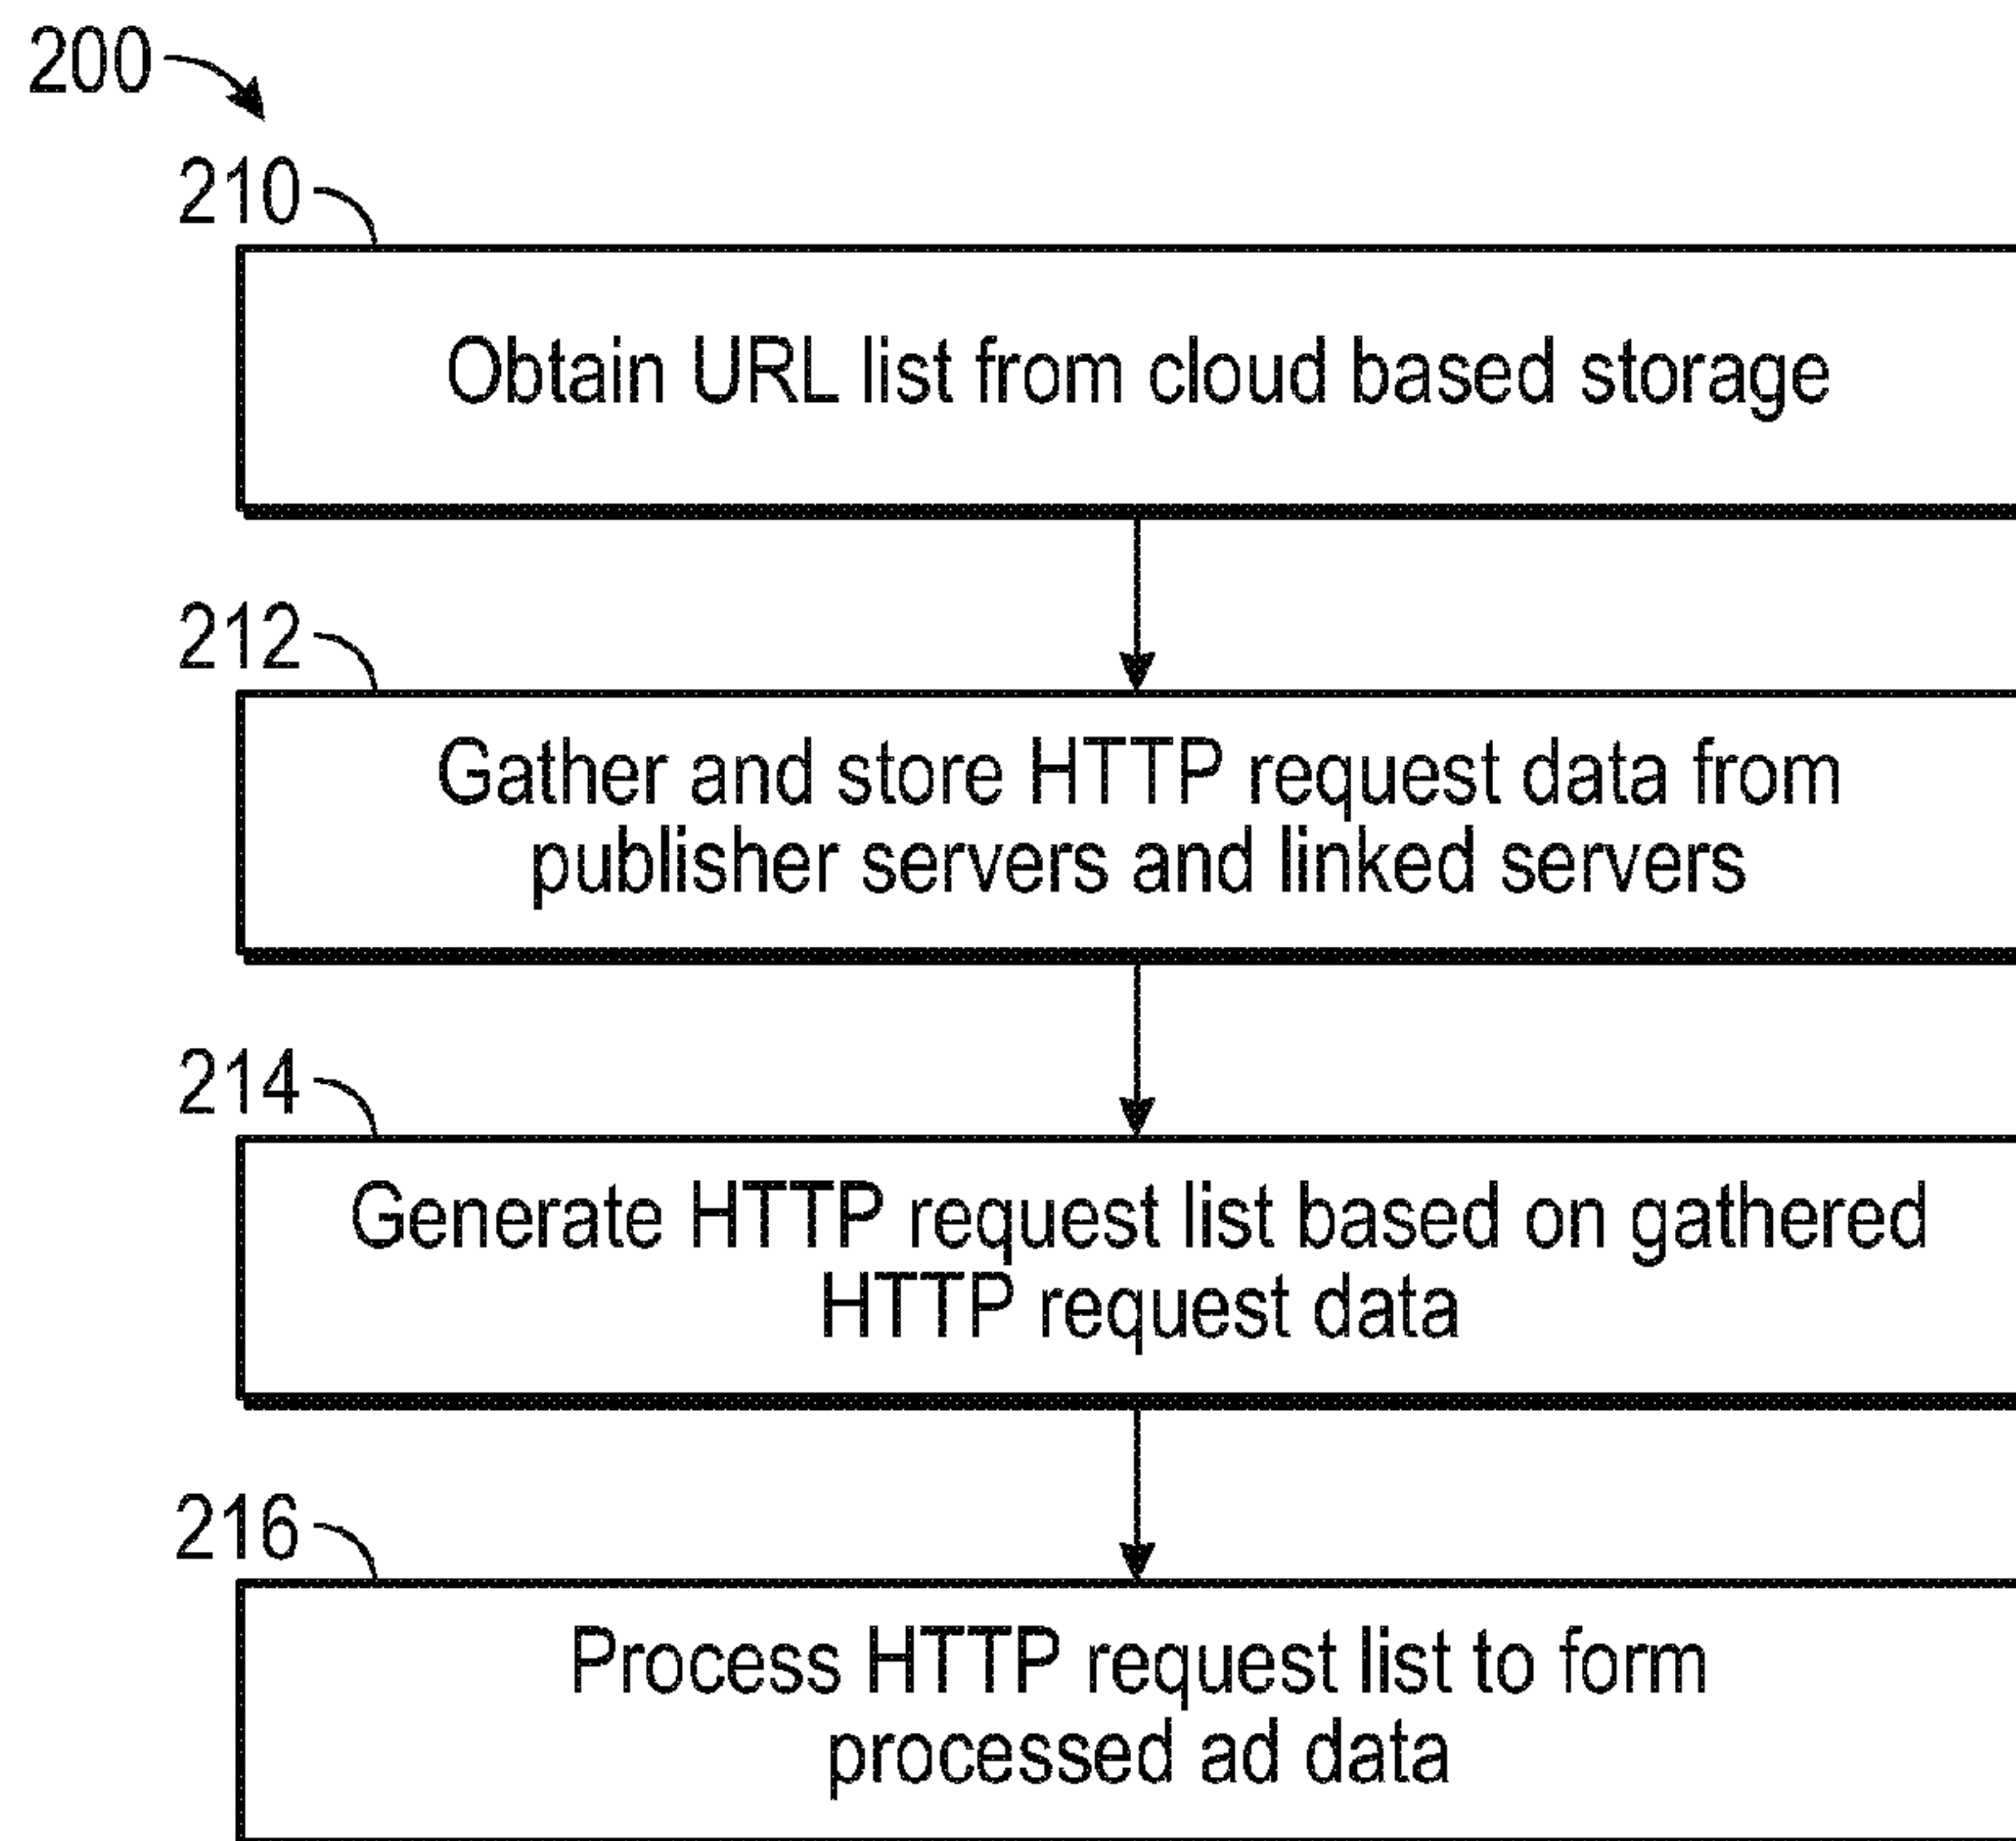 200
210
Obtain URL list from cloud based storage
212
Gather and store HTTP request data from
publisher servers and linked servers
214
Generate HTTP request list based on gathered
HTTP request data
216
Process HTTP request list to form
processed ad data